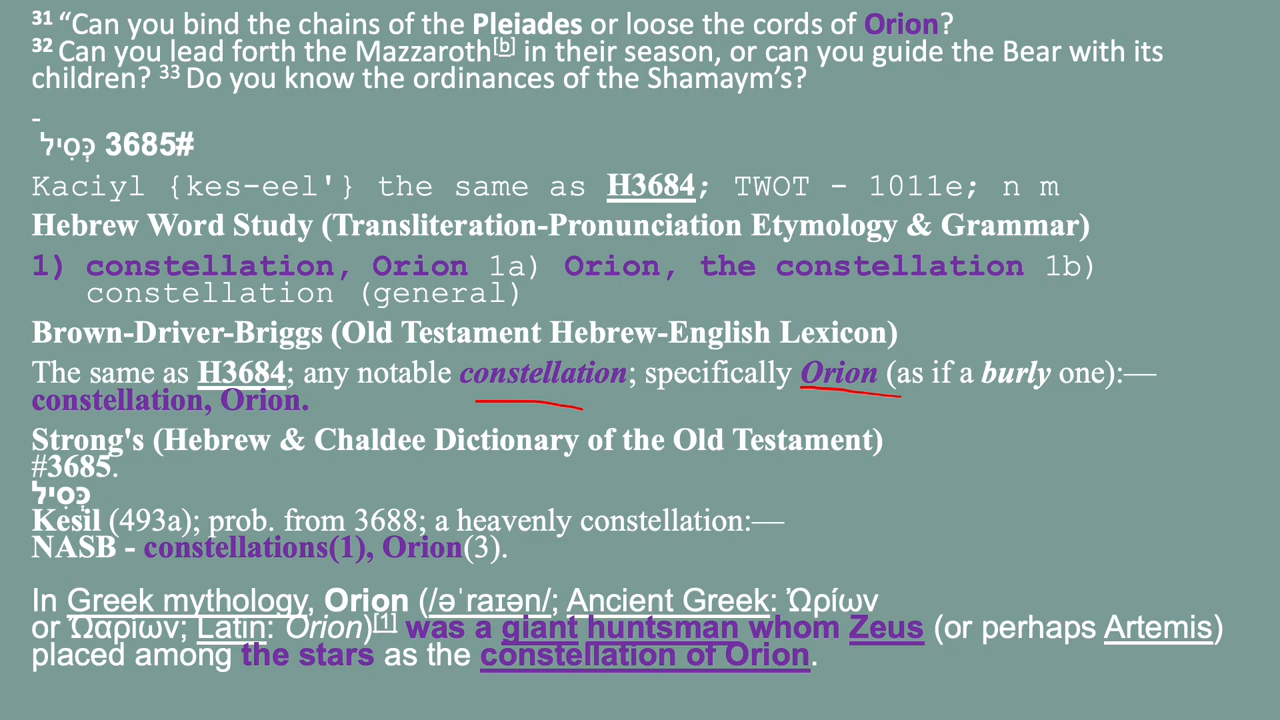 31 “Can you bind the chains of the Pleiades or loose the cords of Orion?
32 Can you lead forth the Mazzaroth[b] in their season, or can you guide the Bear with its
children? 33 Do you know the ordinances of the Shamaym’s?
-
כְּסִיל 3685#
Kaciyl {kes-eel'} the same as H3684; TWOT - 1011e; n m
Hebrew Word Study (Transliteration-Pronunciation Etymology & Grammar)
1) constellation, Orion 1a) Orion, the constellation 1b)
constellation (general)
Brown-Driver-Briggs (Old Testament Hebrew-English Lexicon)
The same as H3684; any notable constellation; specifically Orion (as if a burly one):—
constellation, Orion.
Strong's (Hebrew & Chaldee Dictionary of the Old Testament)
#3685.
כְּסִיל
Kesil (493a); prob. from 3688; a heavenly constellation:—
NASB - constellations(1), Orion(3).
In Greek mythology, Orion (/əˈraɪən/; Ancient Greek: Ὠρίων
or Ὠαρίων; Latin: Orion)[1] was a giant huntsman whom Zeus (or perhaps Artemis)
placed among the stars as the constellation of Orion.